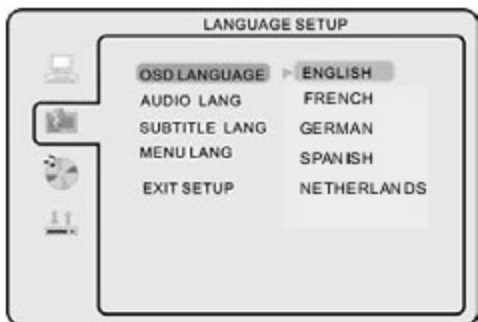 LANGUAGE SETUP
OSD LANGUAGE ENGLISH
AUDIO LANG FRENCH
SUBTITLE LANG GERMAN
MENU LANG SPANISH
EXIT SETUP NETHERLANDS